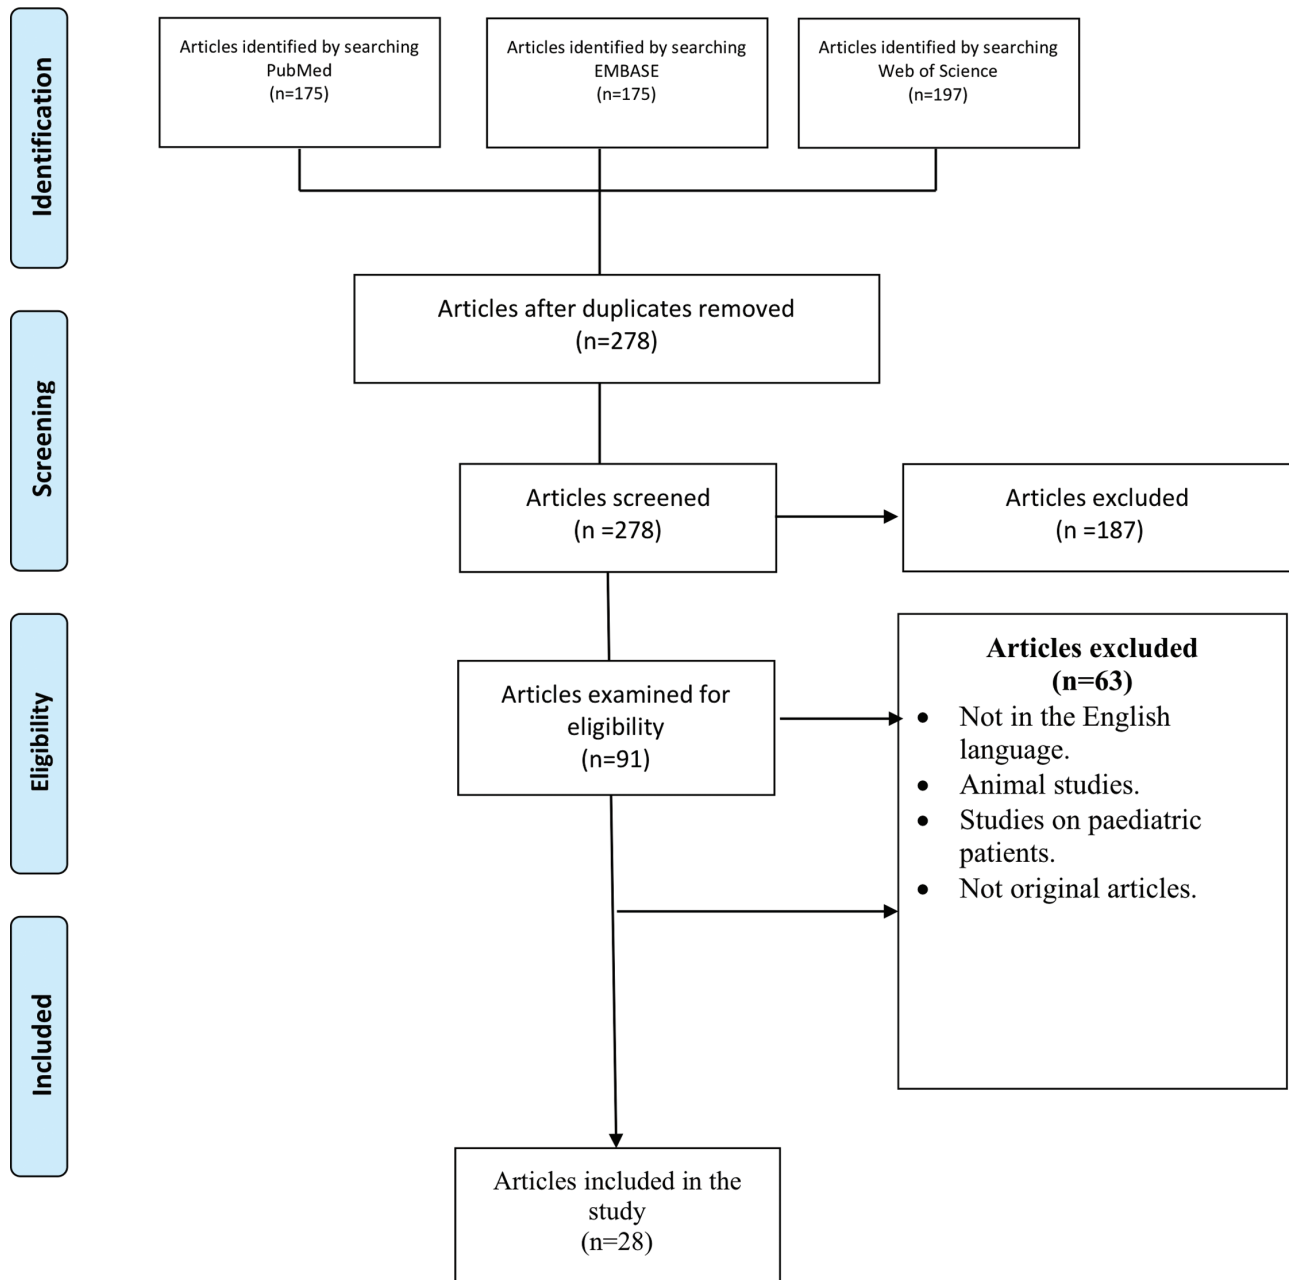 Identification
Articles identified by searching
PubMed
(n=175)
Articles identified by searching
EMBASE
(n=175)
Articles identified by searching
Web of Science
(n=197)
Articles after duplicates removed
(n=278)
Screening
Articles screened
(n =278)
Articles excluded
(n =187)
Eligibility
Articles examined for
eligibility
(n=91)
Articles excluded
(n=63)
• Not in the English
language.
• Animal studies.
• Studies on paediatric
patients.
• Not original articles.
Included
Articles included in the
study
(n=28)